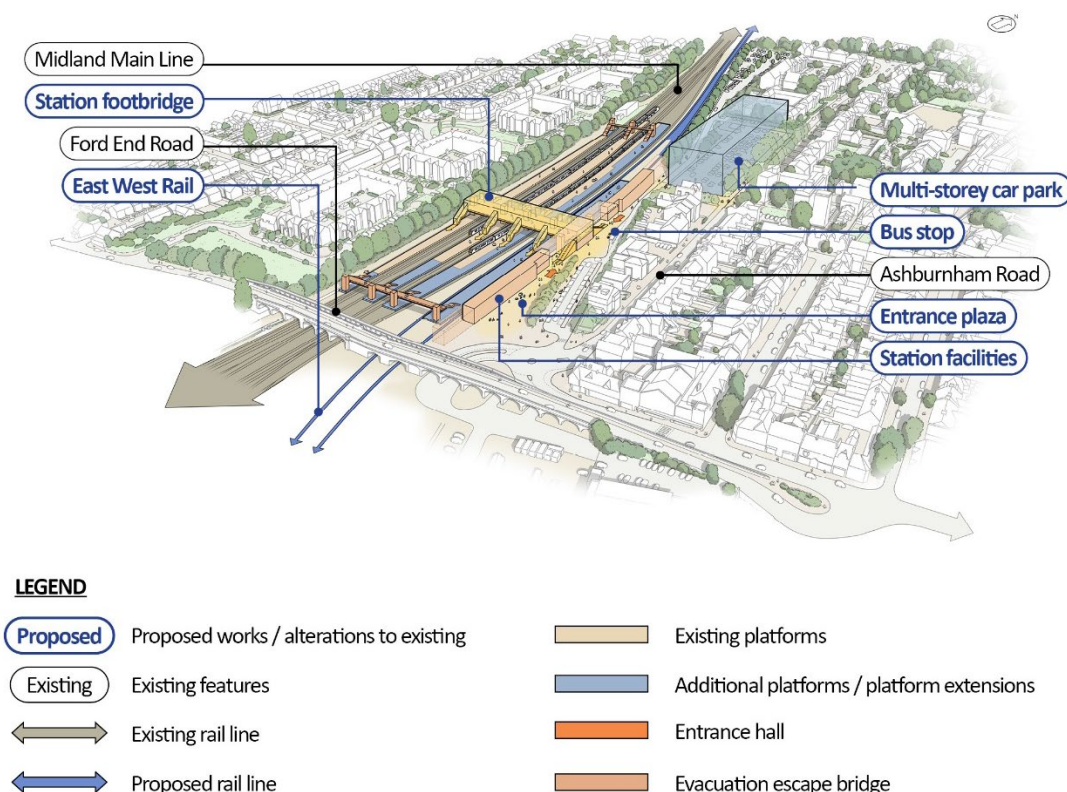 N
Midland Main Line
Station footbridge
Ford End Road
East West Rail
Multi-storey car park
Bus stop
Ashburnham Road
Entrance plaza
Station facilities
LEGEND
Proposed Proposed works / alterations to existing
Existing Existing features
Existing rail line
Proposed rail line
Existing platforms
Additional platforms / platform extensions
Entrance hall
Evacuation escape bridge